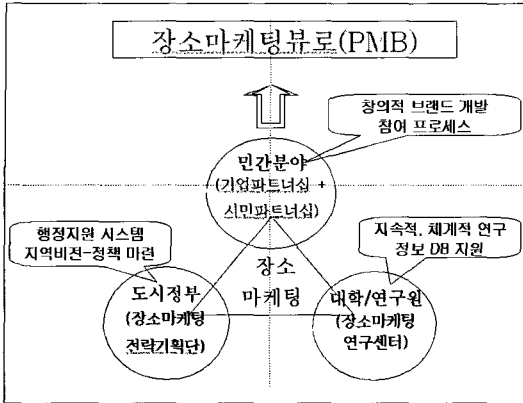 장소마케팅뷰로(PMB)
창의적 브랜드 개발
참여 프로세스
민간분야
(기업파트너십 +
시민파트너십)
행정지원 시스템
지역비전-정책 마련
지속적, 체계적 연구
정보 DB 지원
장소
마케팅
도시정부
(장소마케팅
전략기획단)
대학/연구원
(장소마케팅
연구센터)